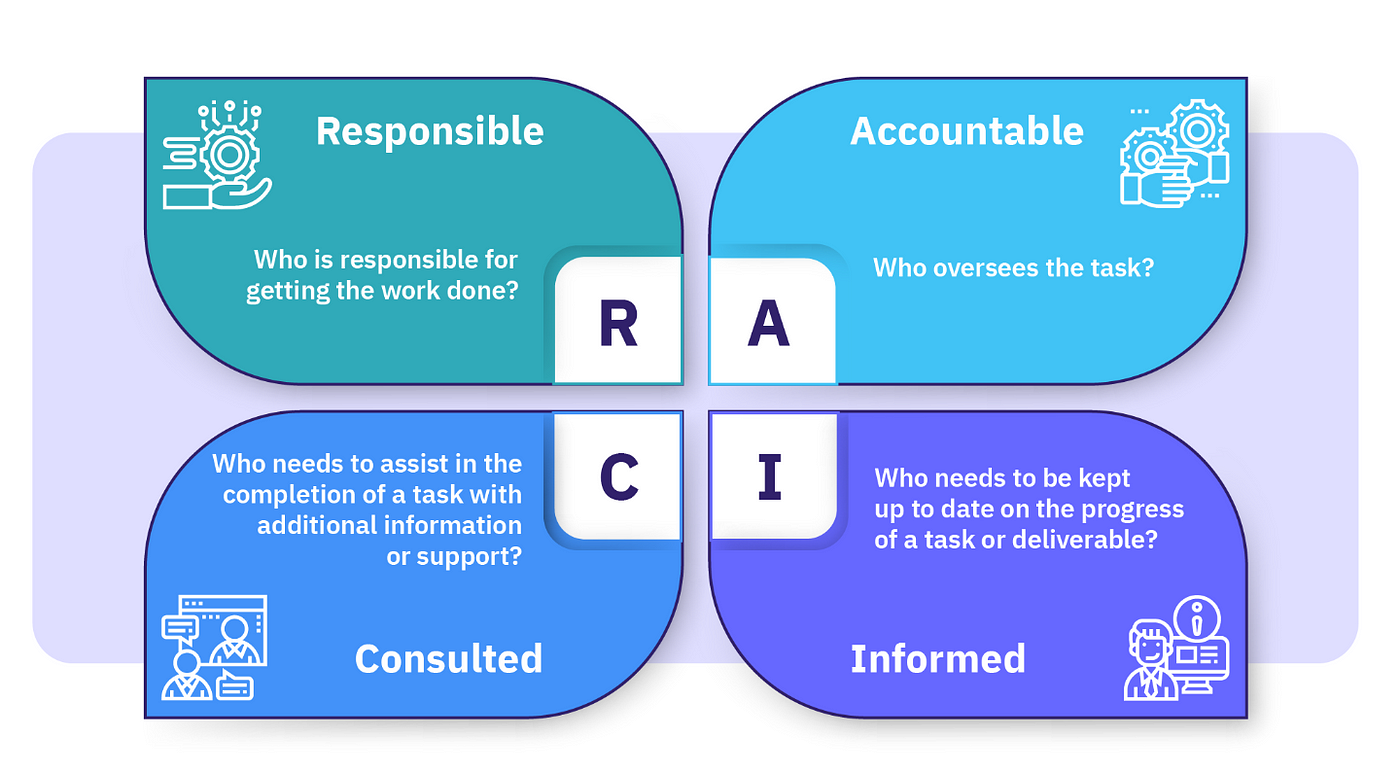 Responsible
Who is responsible for
getting the work done?
R
Accountable
Who oversees the task?
A
Who needs to assist in the
completion of a task with
additional information
or support?
C
Consulted
I
Who needs to be kept
up to date on the progress
of a task or deliverable?
Informed